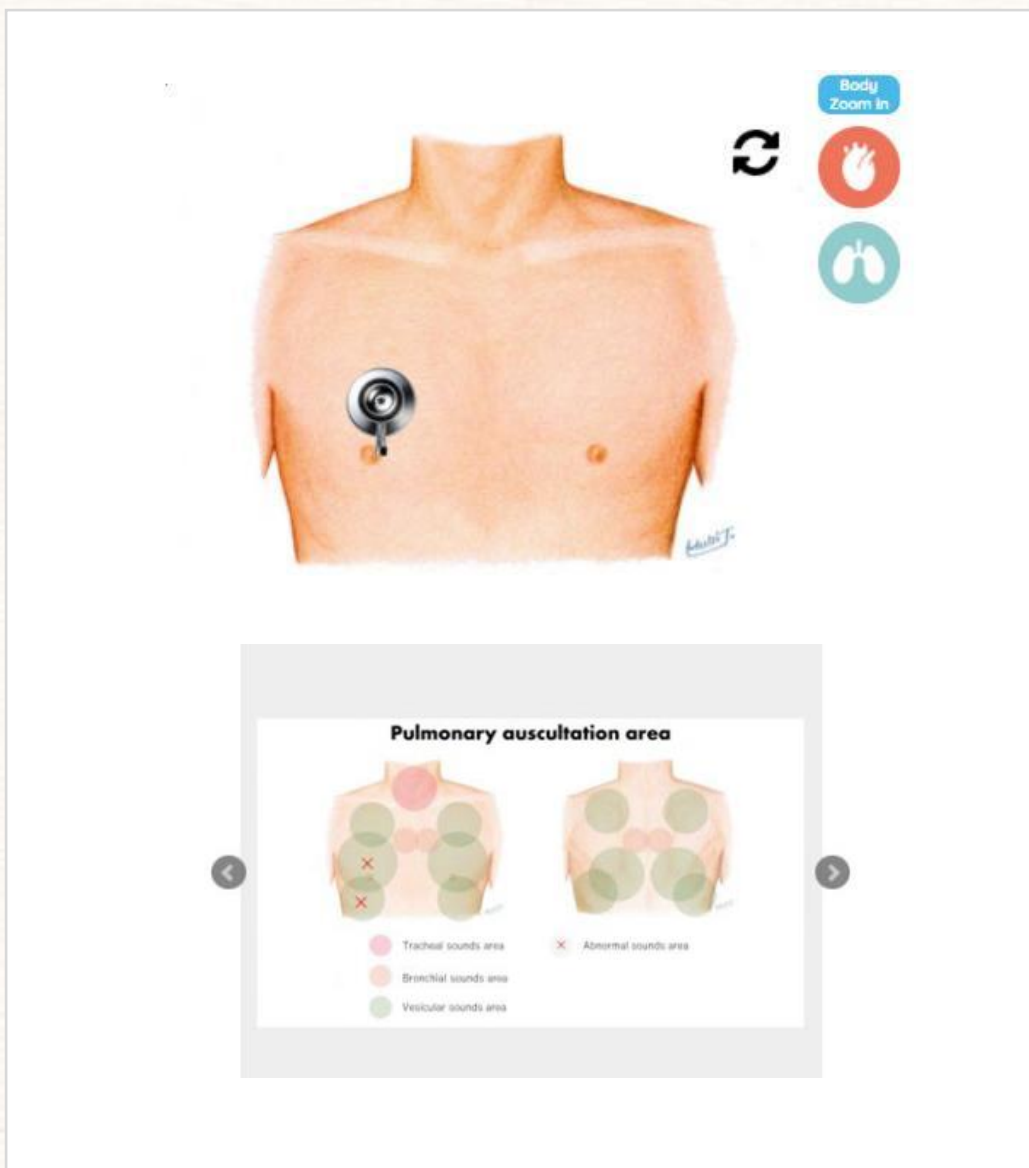 Body
Zoom in
Pulmonary auscultation area
Tracheal sounds area
Abnormal sounds area
Bronchial sounds area
Vesicular sounds area